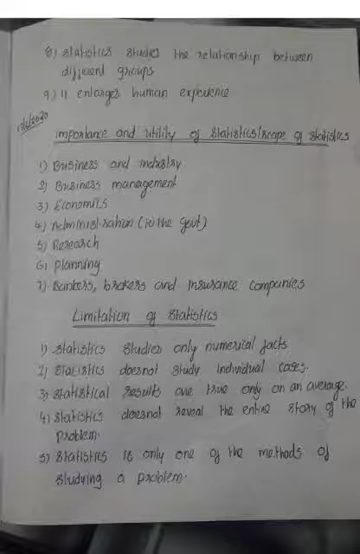 8) Statistics studies the relationship between
different groups
9.) It enlarges human experience
Importance and utility of Statistics/scope of statistics
1) Business and industry
2) Business management
3) Economics
4) Administration (to the govt)
5) Research
6) Planning
7) Bankers, brokers and Insurance companies
Limitation of Statistics
1) Statistics studies only numerical facts
2) Statistics doesnot study individual cases.
3) Statistical Results are true only on an average.
4) Statistics doesnot reveal the entire story of the
problem.
5) Statistics is only one of the methods of
studying a problem.